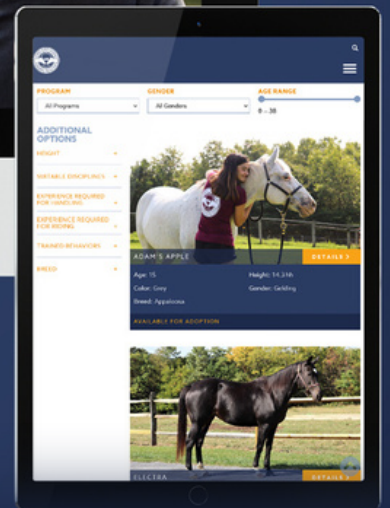 PROGRAM
GENDER
AGE RANGE
All Programs
All Genders
0 – 38
ADDITIONAL
OPTIONS
HEIGHT +
SUITABLE DISCIPLINES +
EXPERIENCE REQUIRED
FOR HANDLING +
EXPERIENCE REQUIRED
FOR RIDING +
TRAINED BEHAVIORS +
BREED +
ADAM'S APPLE
DETAILS >
Age: 15
Height: 14.3hh
Color: Grey
Gender: Gelding
Breed: Appaloosa
AVAILABLE FOR ADOPTION
ELECTRA
DETAILS >